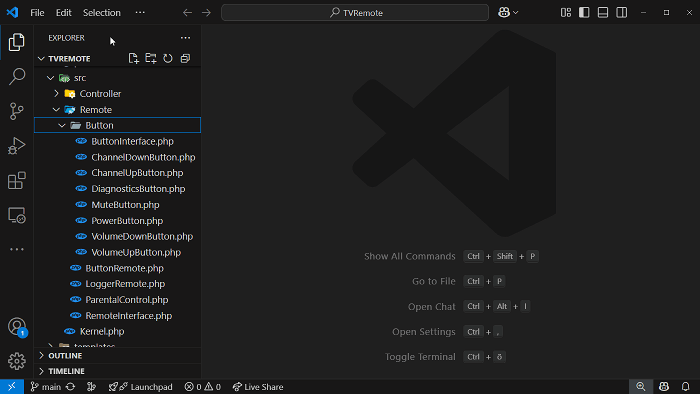 File Edit Selection ··· TVRemote
EXPLORER ···
TVREMOTE
src
Controller
Remote
Button
ButtonInterface.php
ChannelDownButton.php
ChannelUpButton.php
DiagnosticsButton.php
MuteButton.php
PowerButton.php
VolumeDownButton.php
VolumeUpButton.php
ButtonRemote.php
LoggerRemote.php
ParentalControl.php
RemoteInterface.php
Kernel.php
templates
OUTLINE
TIMELINE
1
Show All Commands Ctrl + Shift + P
Go to File Ctrl + P
Open Chat Ctrl + Alt + I
Open Settings Ctrl + ,
Toggle Terminal Ctrl + ö
main Launchpad 0 0 Live Share